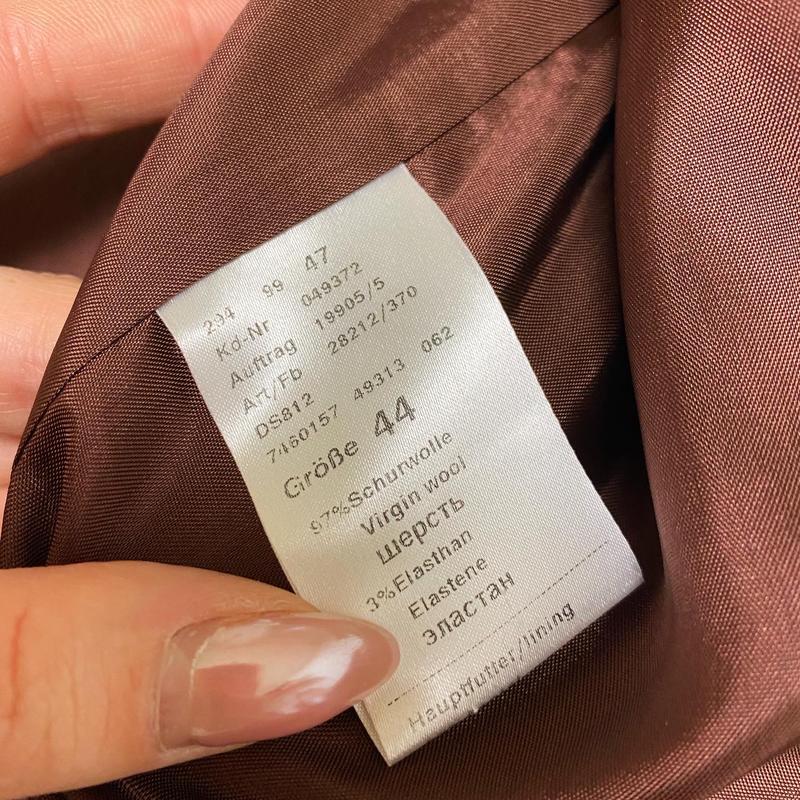 294 99 47
Kd-Nr 049372
Auftrag 19905/5
Art/Fb 28212/370
DS812
7460157 49313 062
Größe 44
97%Schurwolle
Virgin wool
шерсть
3%Elasthan
Elastene
эластан
Hauptfutter/lining